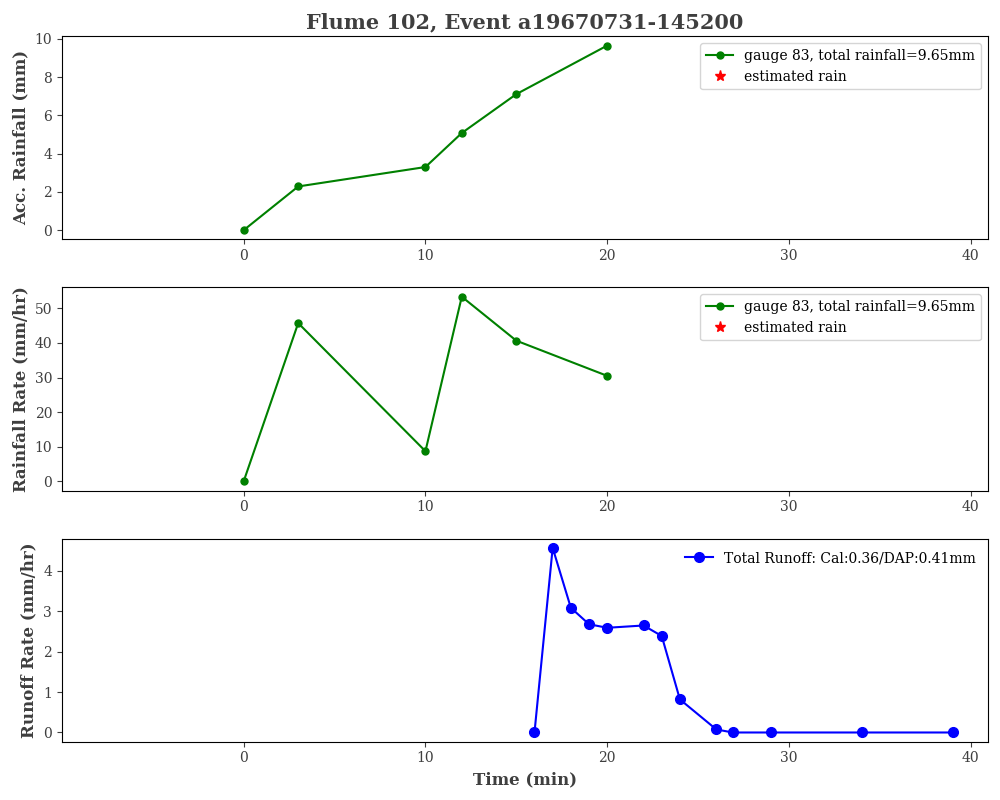 Flume 102, Event a19670731-145200
Acc. Rainfall (mm)
10
8
6
4
2
0
gauge 83, total rainfall=9.65mm
estimated rain
0 10 20 30 40
Rainfall Rate (mm/hr)
50
40
30
20
10
0
gauge 83, total rainfall=9.65mm
estimated rain
0 10 20 30 40
Runoff Rate (mm/hr)
4
3
2
1
0
Total Runoff: Cal:0.36/DAP:0.41mm
0 10 20 30 40
Time (min)